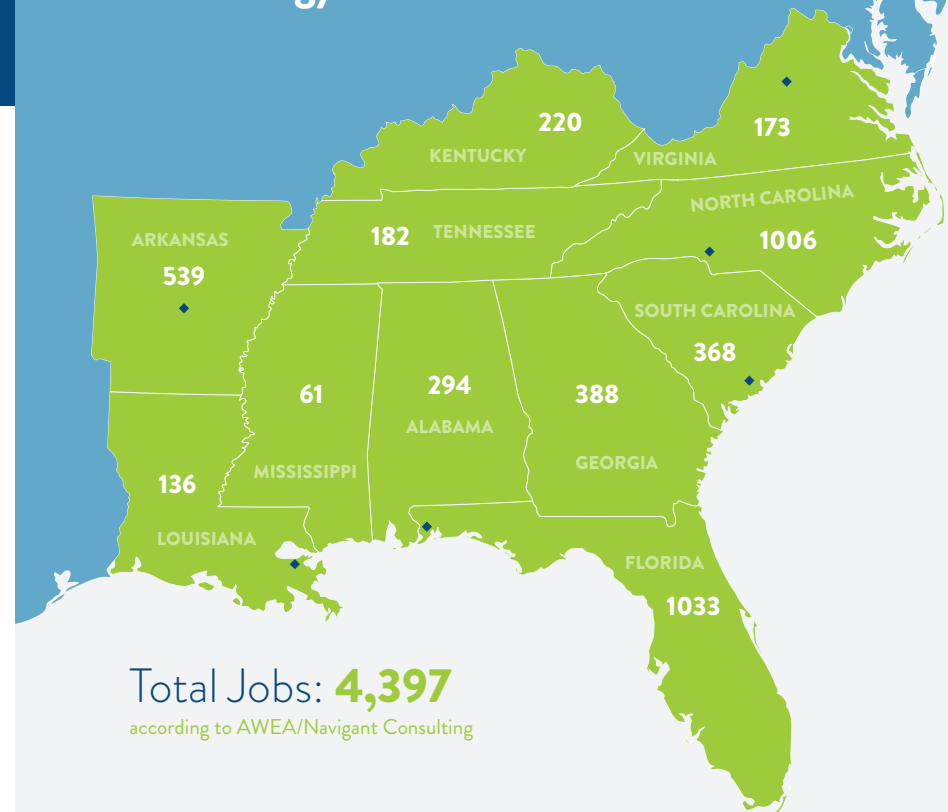 220
KENTUCKY
173
VIRGINIA
NORTH CAROLINA
1006
182 TENNESSEE
ARKANSAS
539
SOUTH CAROLINA
368
61
MISSISSIPPI
294
ALABAMA
388
GEORGIA
136
LOUISIANA
FLORIDA
1033
Total Jobs: 4,397
according to AWEA/Navigant Consulting